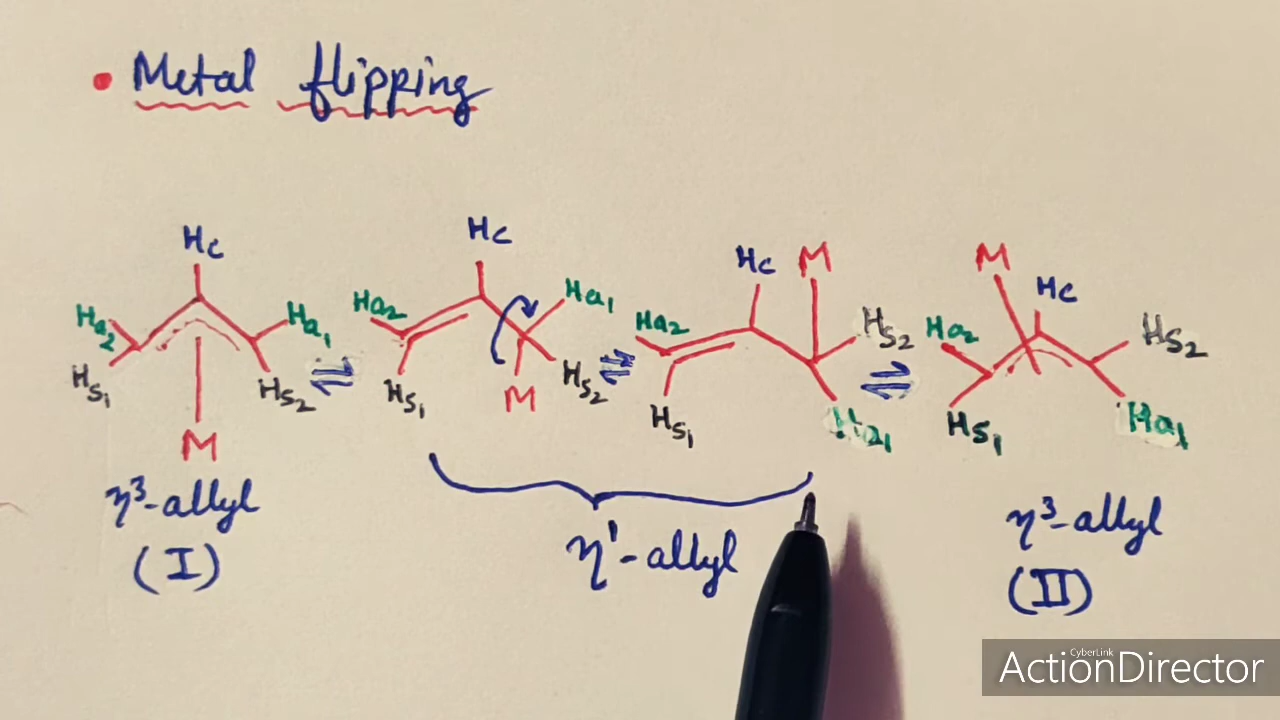 • Metal flipping
Hc
Ha2
Ha1
Hs1
Hs2
M
η³-allyl
(I)
⇌
Hc
Ha2
Ha1
Hs1
Hs2
M
⇌
Hc
M
Ha2
Hs2
Hs1
Ha1
η¹-allyl
⇌
M
Hc
Ha2
Hs2
Hs1
Ha1
η³-allyl
(II)
CyberLink
ActionDirector